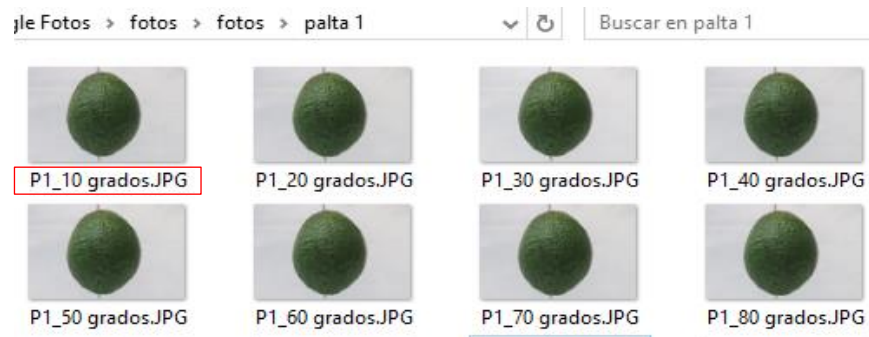 gle Fotos > fotos > fotos > palta 1 Buscar en palta 1
P1_10 grados.JPG P1_20 grados.JPG P1_30 grados.JPG P1_40 grados.JPG
P1_50 grados.JPG P1_60 grados.JPG P1_70 grados.JPG P1_80 grados.JPG